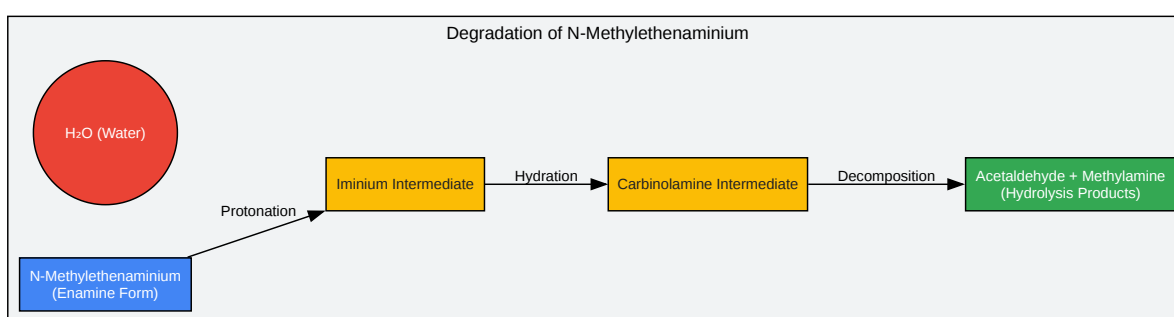 Degradation of N-Methylethenaminium
H₂O (Water)
Iminium Intermediate
Hydration
Carbinolamine Intermediate
Decomposition
Acetaldehyde + Methylamine
(Hydrolysis Products)
Protonation
N-Methylethenaminium
(Enamine Form)